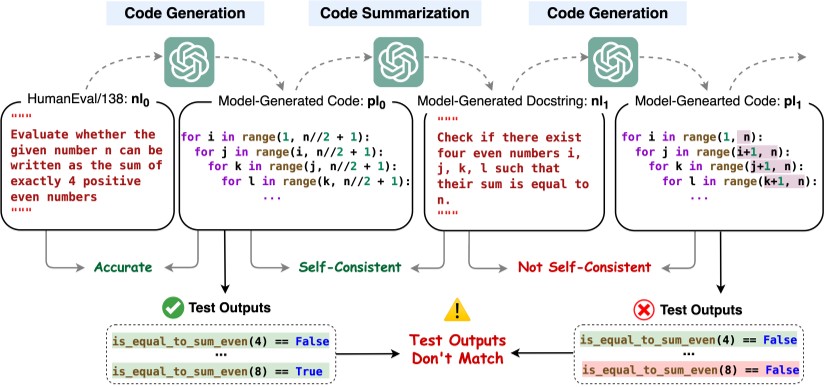 Code Generation
Code Summarization
Code Generation
HumanEval/138: nl0
"""
Evaluate whether the
given number n can be
written as the sum of
exactly 4 positive
even numbers
"""
Model-Generated Code: pl0
for i in range(1, n//2 + 1):
for j in range(i, n//2 + 1):
for k in range(j, n//2 + 1):
for l in range(k, n//2 + 1):
...
Model-Generated Docstring: nl1
"""
Check if there exist
four even numbers i,
j, k, l such that
their sum is equal to
n.
"""
Model-Genearted Code: pl1
for i in range(1, n):
for j in range(i+1, n):
for k in range(j+1, n):
for l in range(k+1, n):
...
Accurate
Self-Consistent
Not Self-Consistent
Test Outputs
is_equal_to_sum_even(4) == False
...
is_equal_to_sum_even(8) == True
Test Outputs
Don't Match
Test Outputs
is_equal_to_sum_even(4) == False
...
is_equal_to_sum_even(8) == False